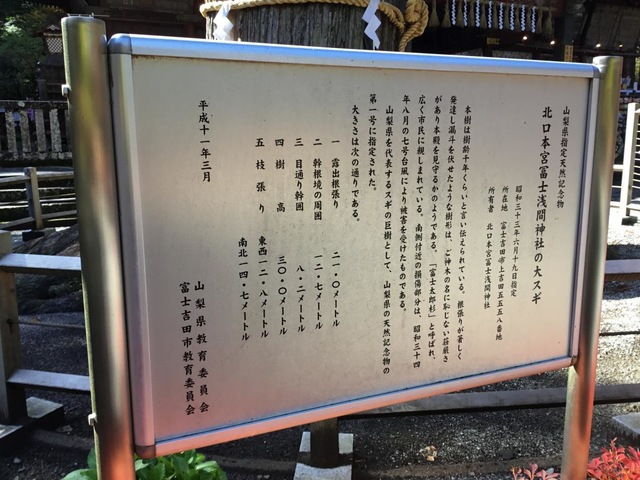 山梨県指定天然記念物
北口本宮冨士浅間神社の大スギ
昭和三十三年六月十九日指定
所在地 富士吉田市上吉田五五五八番地
所有者 北口本宮冨士浅間神社
本樹は樹齢千年くらいと言い伝えられている。根張りが著しく
発達し漏斗を伏せたような樹形は、ご神木の名に恥じない荘厳さ
があり本殿を見守るかのようである。「富士太郎杉」と呼ばれ、
広く市民に親しまれている。南側付近の損傷部分は、昭和三十四
年八月の七号台風により被害を受けたものである。
山梨県を代表するスギの巨樹として、山梨県の天然記念物の
第一号に指定された。
大きさは次の通りである。
一 露出根張り 二一・〇メートル
二 幹根境の周囲 一二・七メートル
三 目通り幹囲 八・二メートル
四 樹高 三〇・〇メートル
五 枝張り 東西一二・八メートル
南北一四・七メートル
平成十一年三月
山梨県教育委員会
富士吉田市教育委員会